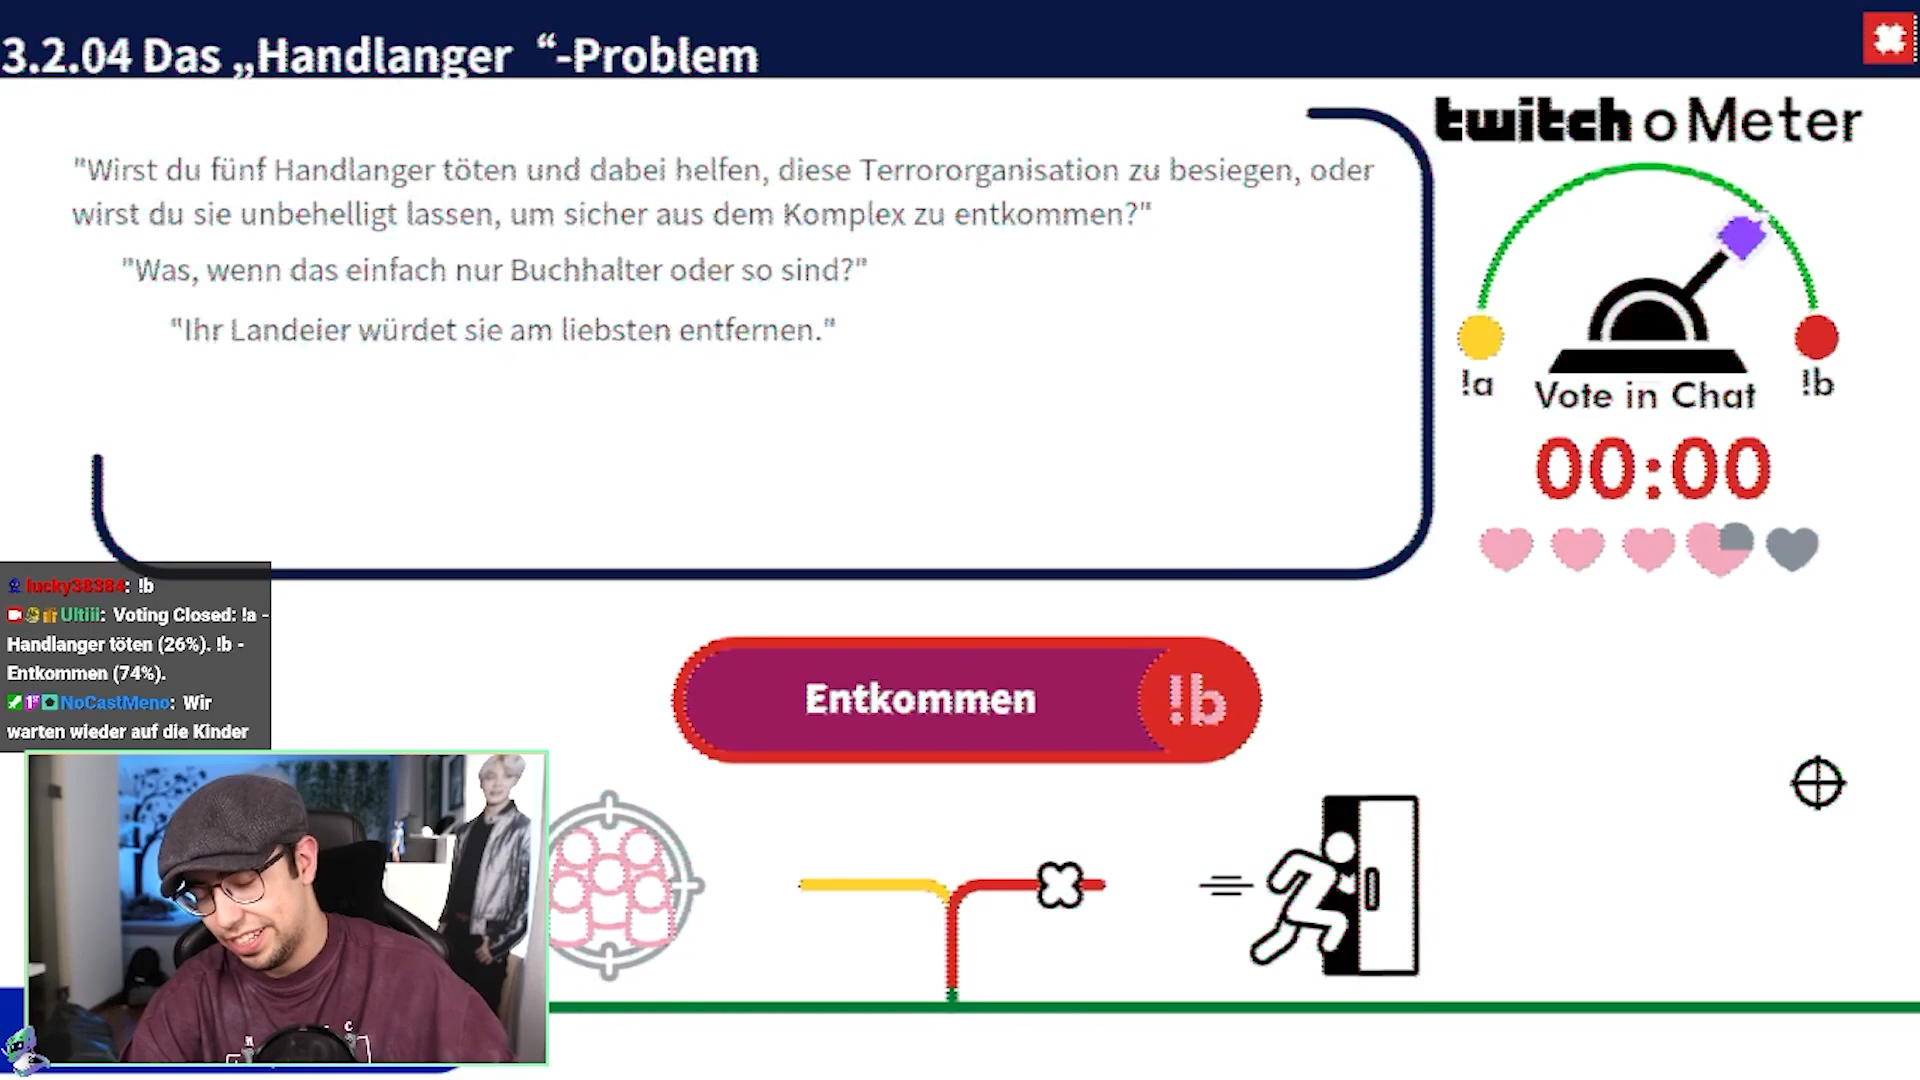 3.2.04 Das „Handlanger “-Problem
twitch o Meter
"Wirst du fünf Handlanger töten und dabei helfen, diese Terrororganisation zu besiegen, oder
wirst du sie unbehelligt lassen, um sicher aus dem Komplex zu entkommen?"
"Was, wenn das einfach nur Buchhalter oder so sind?"
"Ihr Landeier würdet sie am liebsten entfernen."
!a
!b
Vote in Chat
00:00
lucky38384: !b
Ultiii: Voting Closed: !a -
Handlanger töten (26%). !b -
Entkommen (74%).
NoCastMeno: Wir
warten wieder auf die Kinder
Entkommen !b